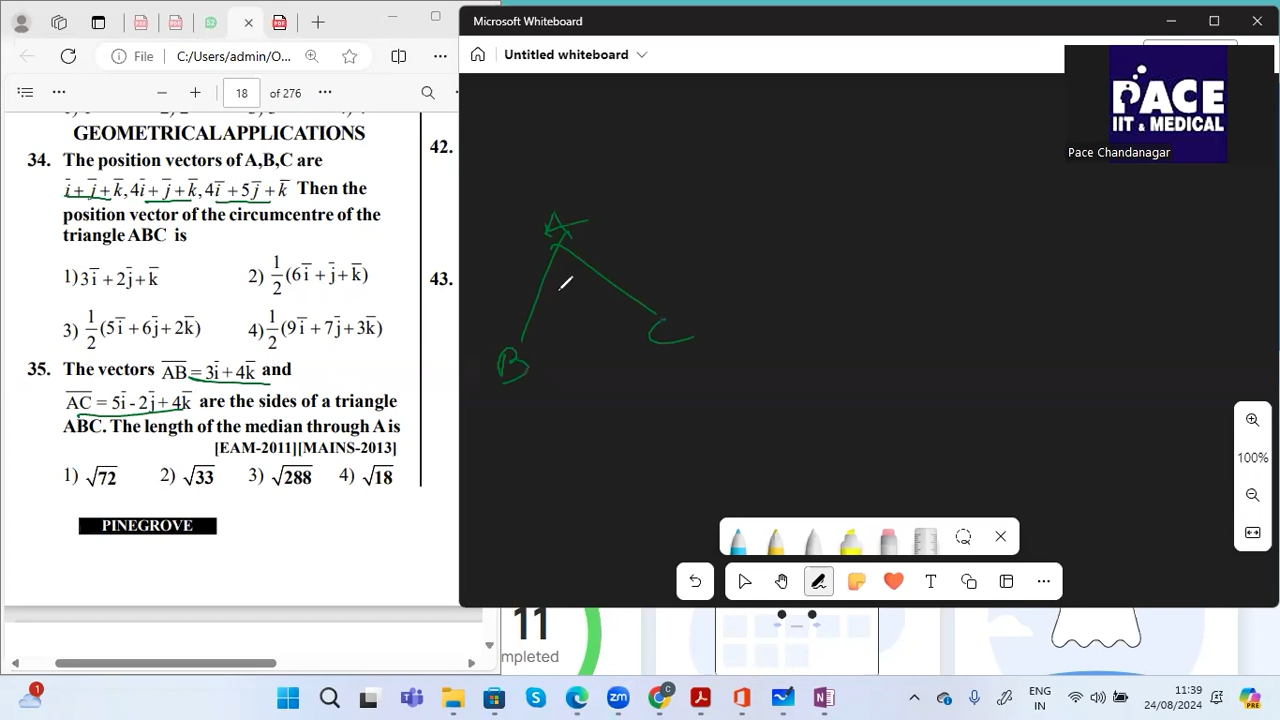 File
C:/Users/admin/O...
18 of 276
GEOMETRICAL APPLICATIONS
34. The position vectors of A,B,C are
i̅ + j̅ + k̅, 4i̅ + j̅ + k̅, 4i̅ + 5j̅ + k̅ Then the
position vector of the circumcentre of the
triangle ABC is
1) 3i̅ + 2j̅ + k̅ 2) 1/2(6i̅ + j̅ + k̅)
3) 1/2(5i̅ + 6j̅ + 2k̅) 4) 1/2(9i̅ + 7j̅ + 3k̅)
35. The vectors A̅B̅ = 3i̅ + 4k̅ and
A̅C̅ = 5i̅ - 2j̅ + 4k̅ are the sides of a triangle
ABC. The length of the median through A is
[EAM-2011][MAINS-2013]
1) √72 2) √33 3) √288 4) √18
PINEGROVE
42.
43.
Microsoft Whiteboard
Untitled whiteboard
PACE
IIT & MEDICAL
Pace Chandanagar
A
B
C
100%
T
11
mpleted
1
ENG
IN
11:39
24/08/2024